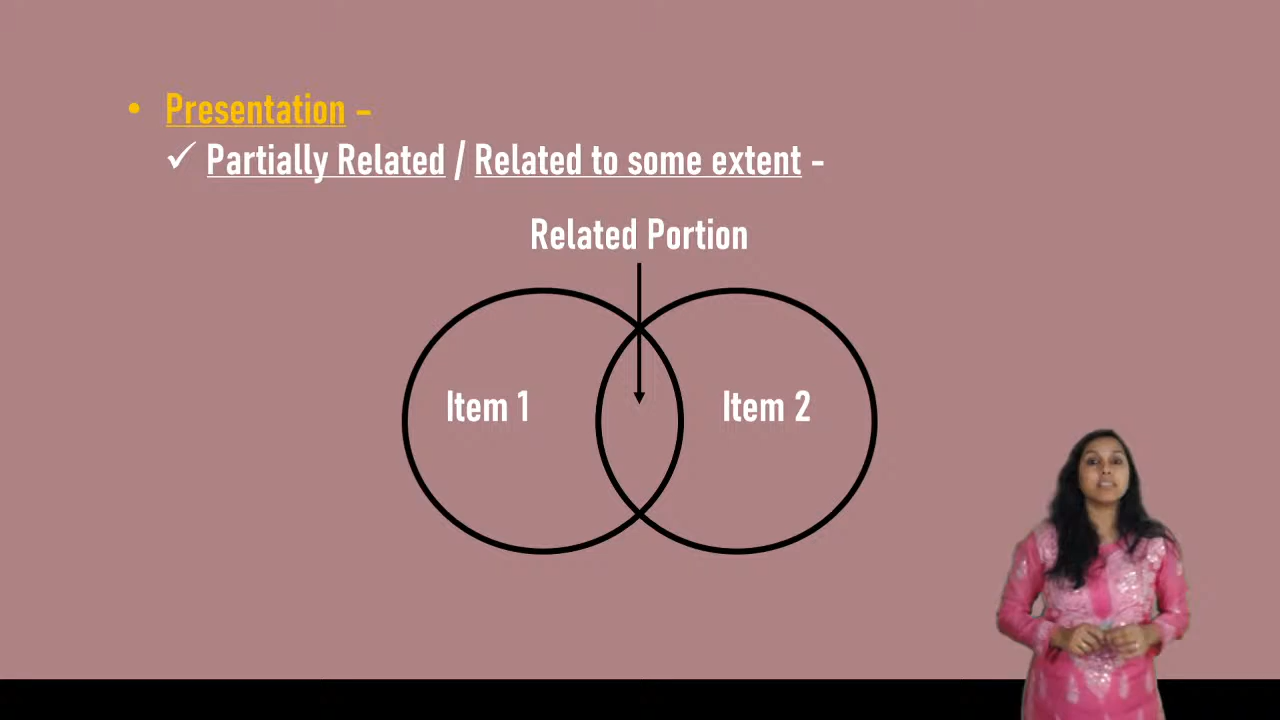 • Presentation -
✓ Partially Related / Related to some extent -
Related Portion
Item 1
Item 2